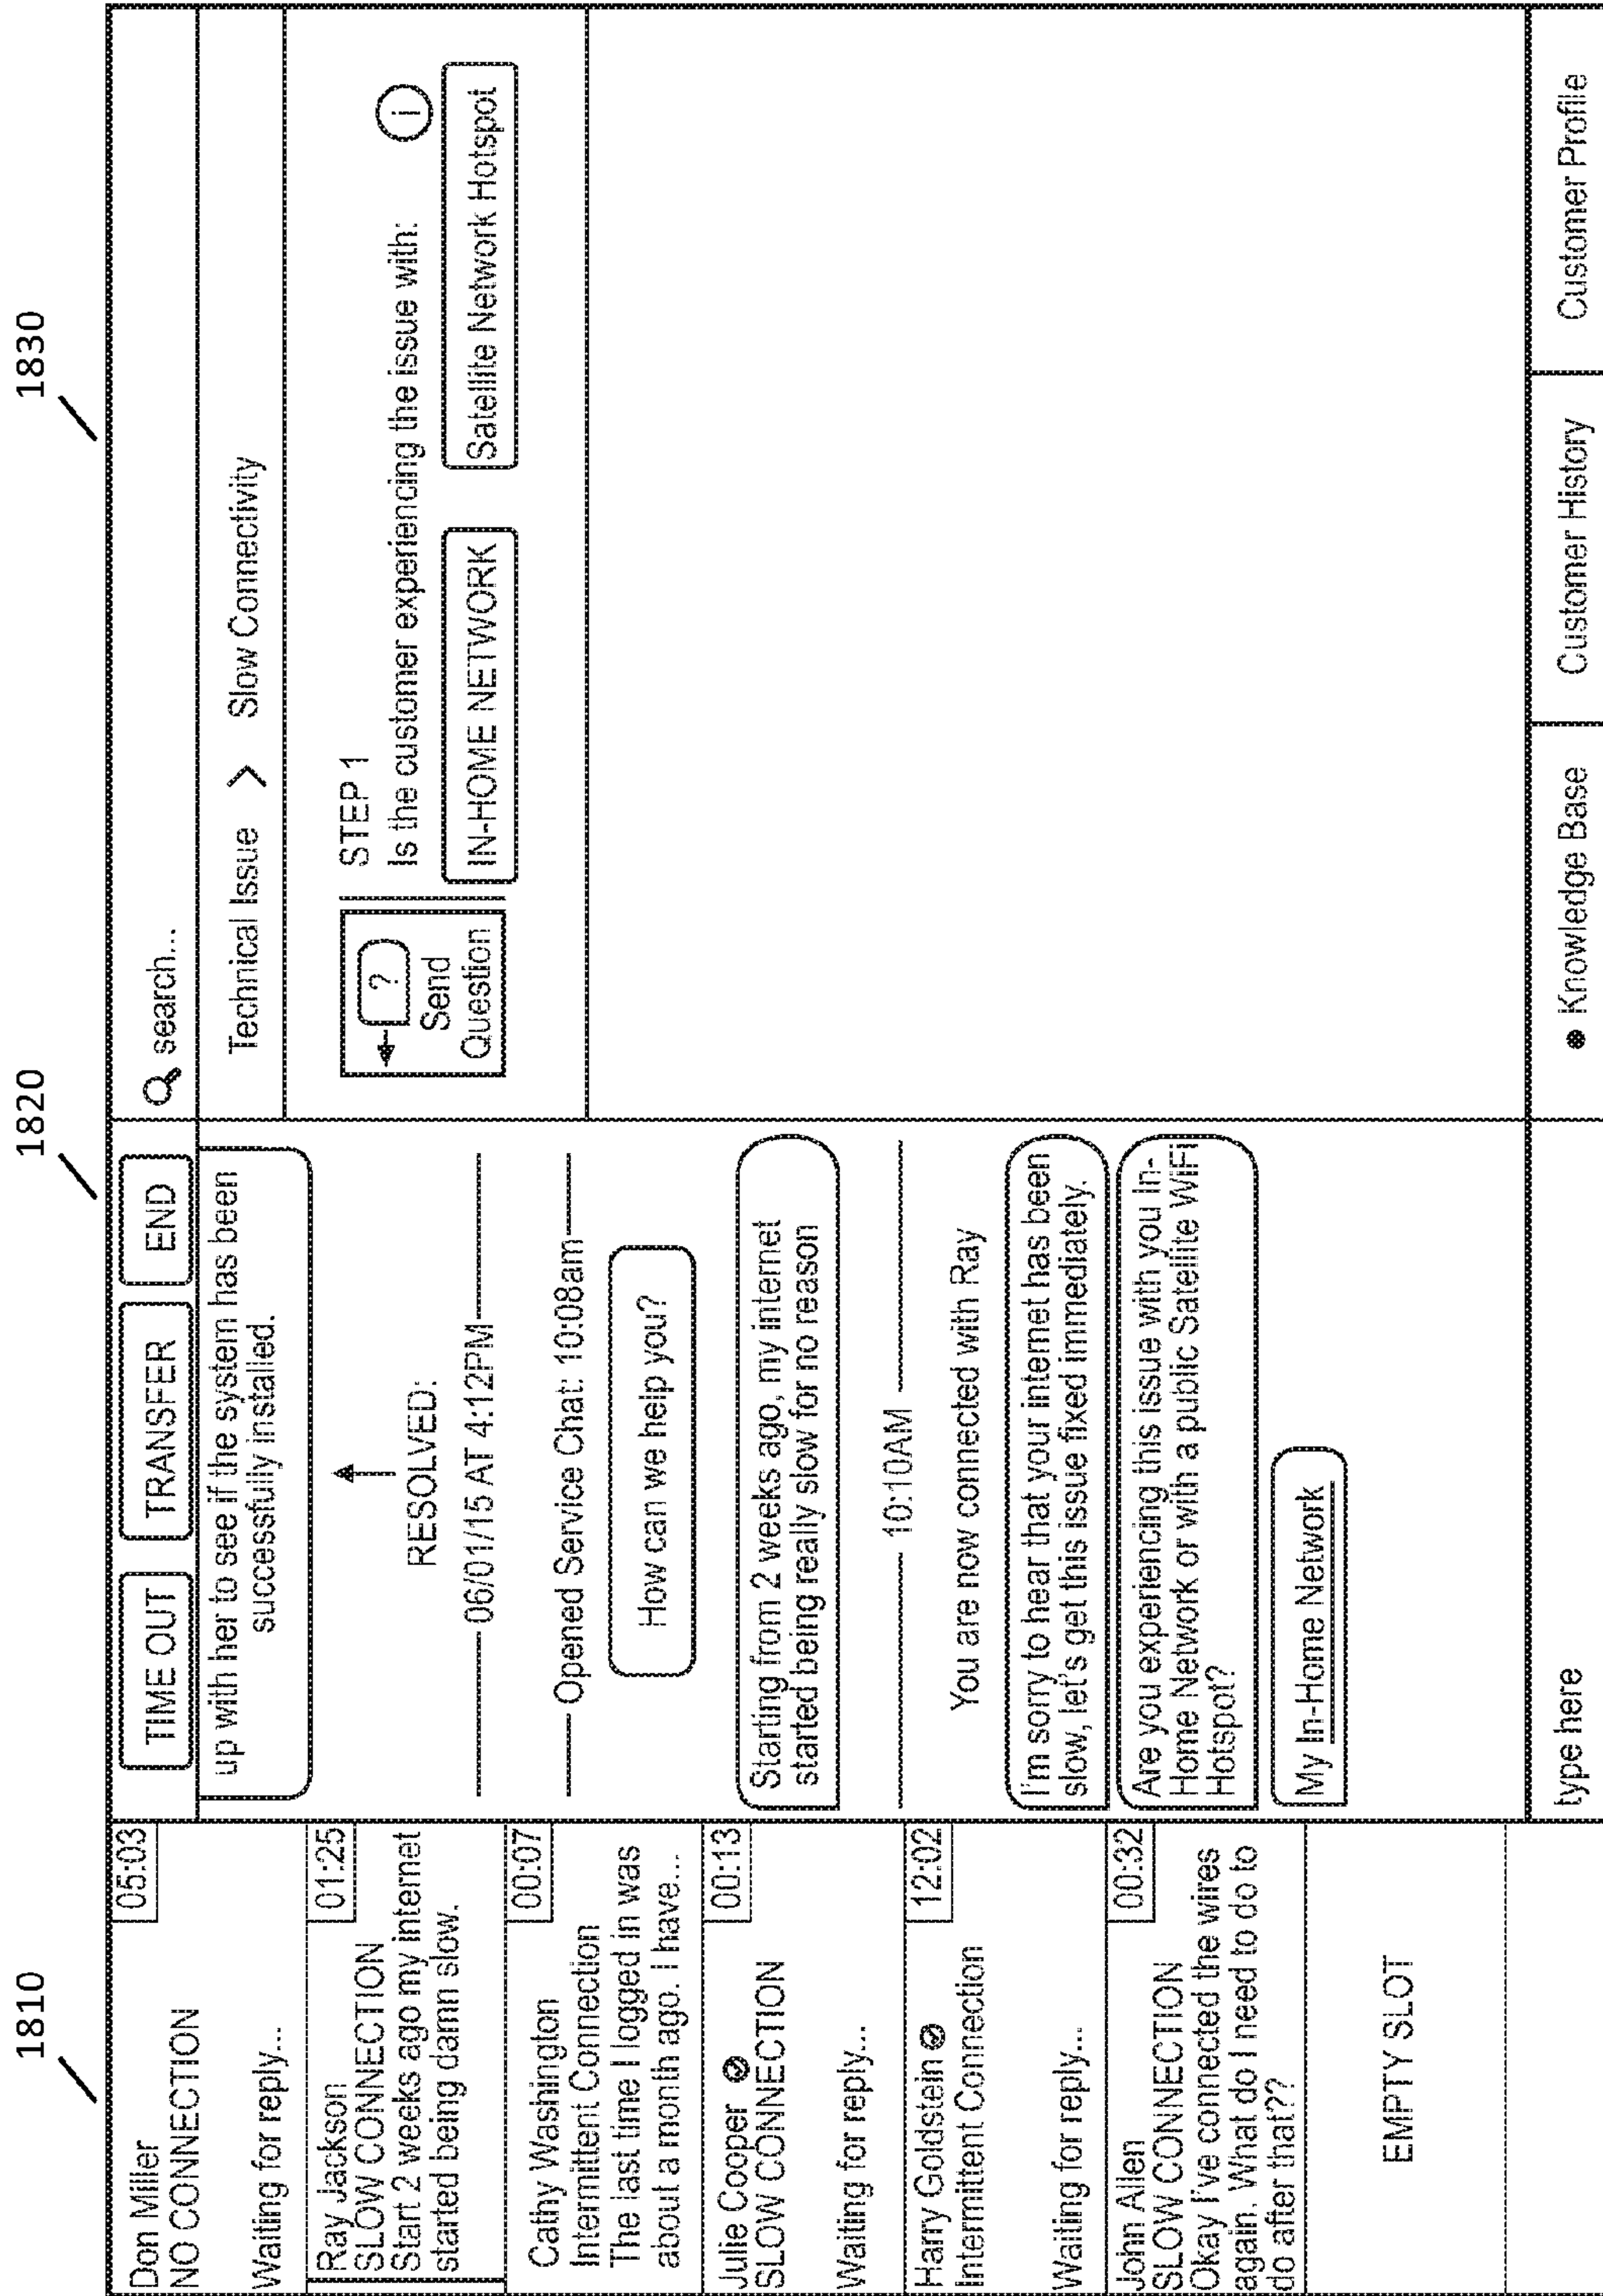 1810
1820
1830
Don Miller
05:03
NO CONNECTION
Waiting for reply...
Ray Jackson
01:25
SLOW CONNECTION
Start 2 weeks ago my internet
started being damn slow.
Cathy Washington
00:07
Intermittent Connection
The last time I logged in was
about a month ago. I have...
Julie Cooper
00:13
SLOW CONNECTION
Waiting for reply...
Harry Goldstein
12:02
Intermittent Connection
Waiting for reply...
John Allen
00:32
SLOW CONNECTION
Okay I've connected the wires
again. What do I need to do to
do after that??
EMPTY SLOT
TIME OUT
TRANSFER
END
up with her to see if the system has been
successfully installed.
RESOLVED:
06/01/15 AT 4:12PM
Opened Service Chat: 10:08am
How can we help you?
Starting from 2 weeks ago, my internet
started being really slow for no reason
10:10AM
You are now connected with Ray
I'm sorry to hear that your internet has been
slow, let's get this issue fixed immediately.
Are you experiencing this issue with you In-
Home Network or with a public Satellite WiFi
Hotspot?
My In-Home Network
type here
search...
Technical Issue > Slow Connectivity
?
Send
Question
STEP 1
Is the customer experiencing the issue with:
i
IN-HOME NETWORK
Satellite Network Hotspot
Knowledge Base
Customer History
Customer Profile